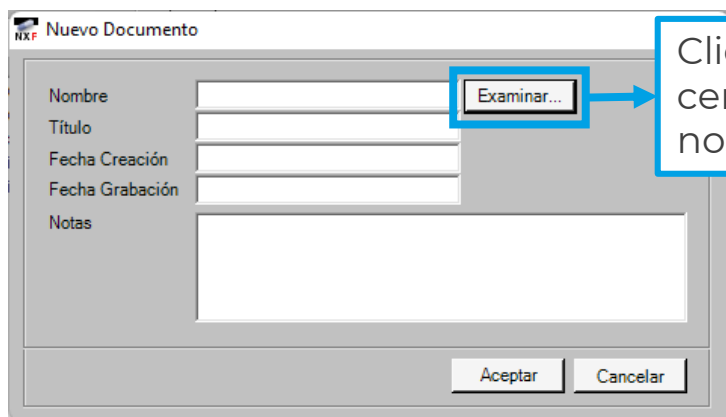 NXF Nuevo Documento
Nombre
Examinar...
Título
Fecha Creación
Fecha Grabación
Notas
Aceptar
Cancelar